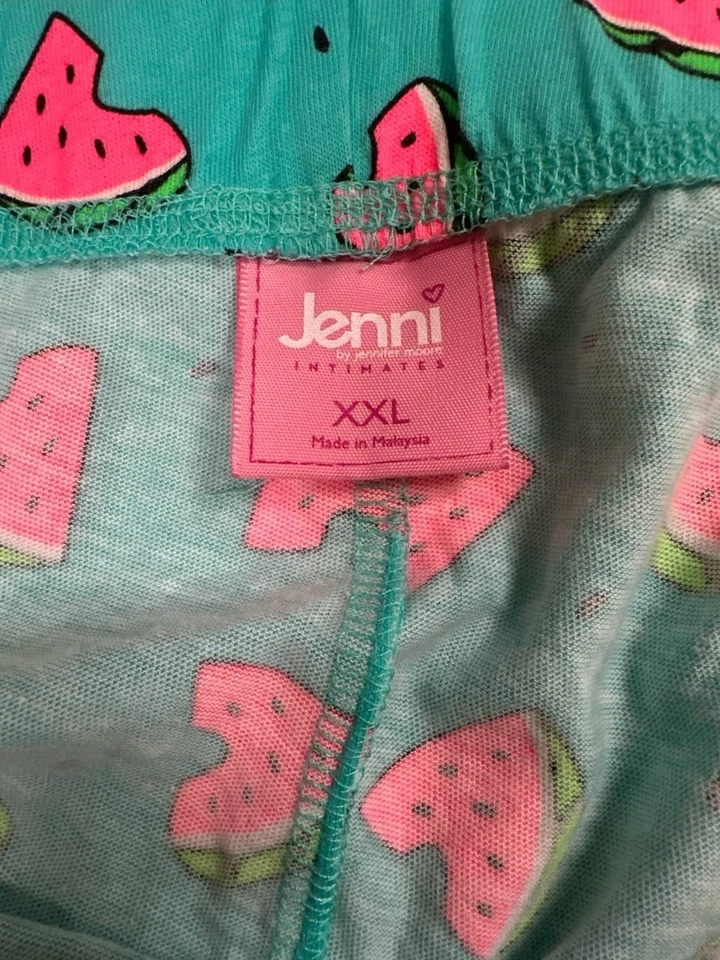 Jenni
by jennifer moore
INTIMATES
XXL
Made in Malaysia